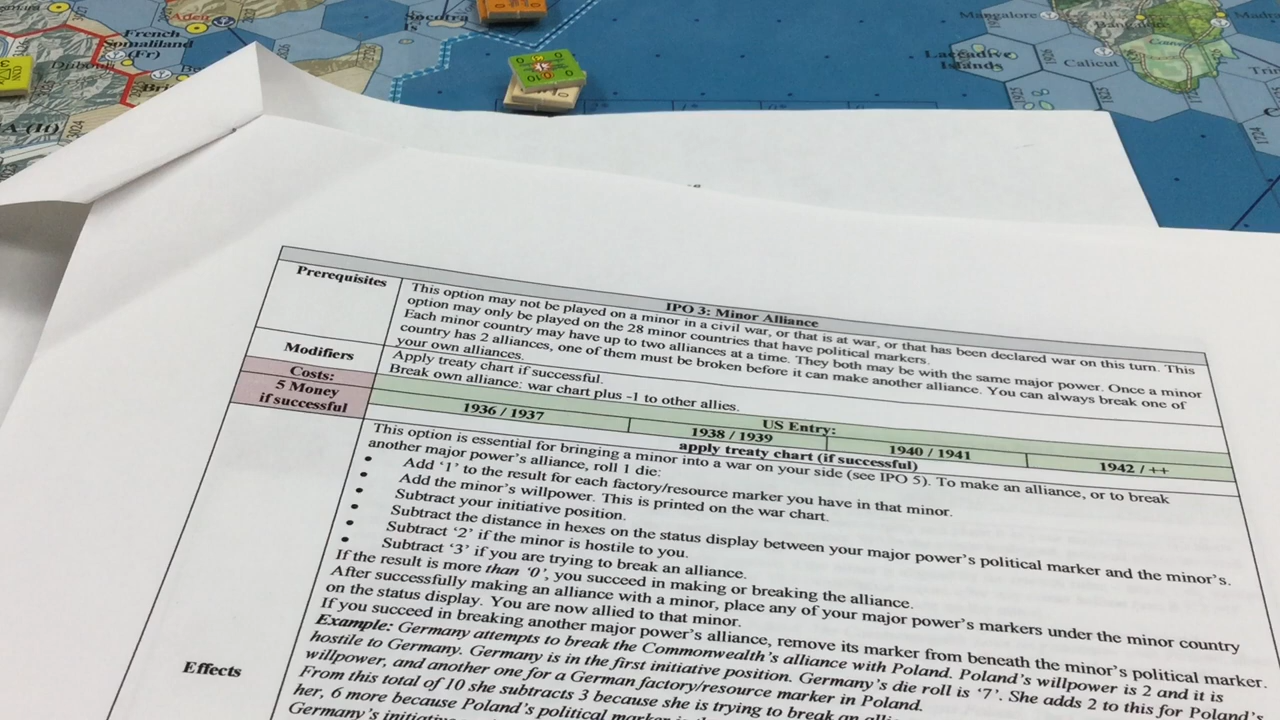 Aden
Socotra
Is
French
Somaliland
(Fr)
Mangalore
Laccadive
Islands
Calicut
A (It)
3024
1724
IPO 3: Minor Alliance
Prerequisites
This option may not be played on a minor in a civil war, or that is at war, or that has been declared war on this turn. This
option may only be played on the 28 minor countries that have political markers.
Each minor country may have up to two alliances at a time. They both may be with the same major power. Once a minor
country has 2 alliances, one of them must be broken before it can make another alliance. You can always break one of
your own alliances.
Modifiers
Apply treaty chart if successful.
Break own alliance: war chart plus -1 to other allies.
Costs:
5 Money
if successful
US Entry:
1936 / 1937
1938 / 1939
1940 / 1941
1942 / ++
apply treaty chart (if successful)
Effects
This option is essential for bringing a minor into a war on your side (see IPO 5). To make an alliance, or to break
another major power's alliance, roll 1 die:
• Add '1' to the result for each factory/resource marker you have in that minor.
• Add the minor's willpower. This is printed on the war chart.
• Subtract your initiative position.
• Subtract the distance in hexes on the status display between your major power's political marker and the minor's.
• Subtract '2' if the minor is hostile to you.
• Subtract '3' if you are trying to break an alliance.
If the result is more than '0', you succeed in making or breaking the alliance.
After successfully making an alliance with a minor, place any of your major power's markers under the minor country
on the status display. You are now allied to that minor.
If you succeed in breaking another major power's alliance, remove its marker from beneath the minor's political marker.
Example: Germany attempts to break the Commonwealth's alliance with Poland. Poland's willpower is 2 and it is
hostile to Germany. Germany is in the first initiative position. Germany's die roll is '7'. She adds 2 to this for Poland's
willpower, and another one for a German factory/resource marker in Poland.
From this total of 10 she subtracts 3 because she is trying to break an
her, 6 more because Poland's political marker is
Germany's